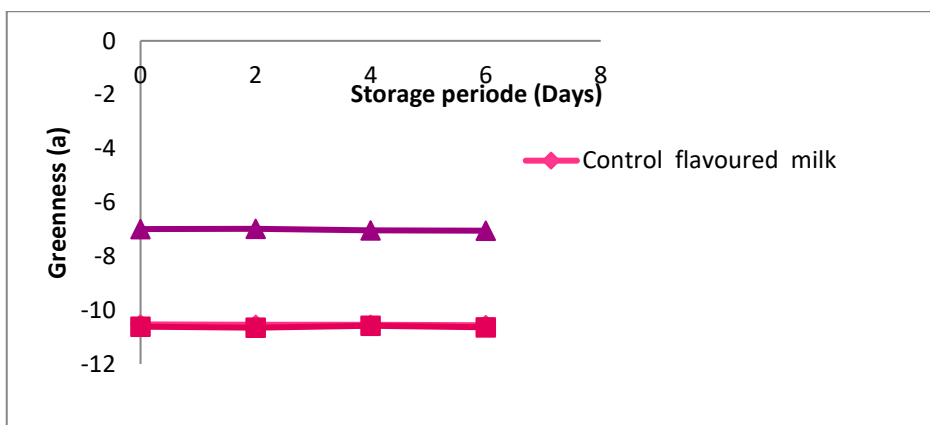 0
0 2 4 6 8
-2
Storage periode (Days)
-4
Control flavoured milk
-6
-8
-10
-12
Greenness (a)